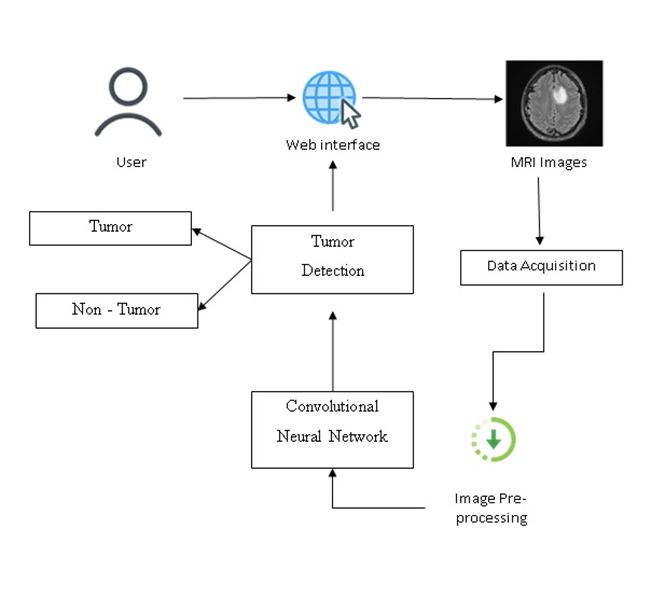 User
Web interface
MRI Images
Tumor
Tumor
Detection
Data Acquisition
Non - Tumor
Convolutional
Neural Network
Image Pre-
processing